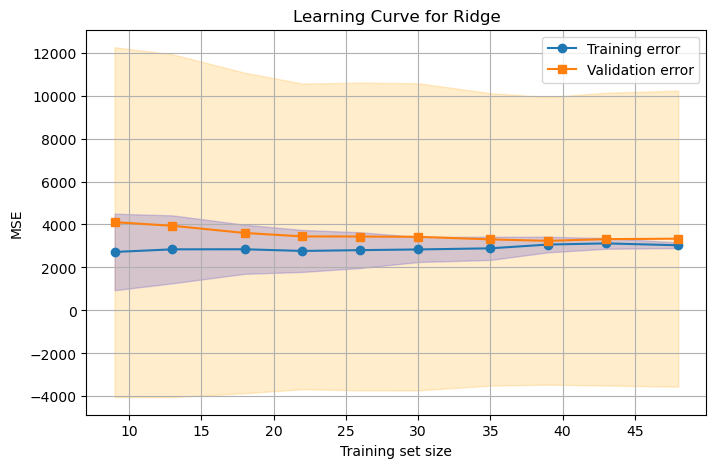 Learning Curve for Ridge
Training error
Validation error
12000
10000
8000
6000
4000
2000
0
−2000
−4000
MSE
10 15 20 25 30 35 40 45
Training set size